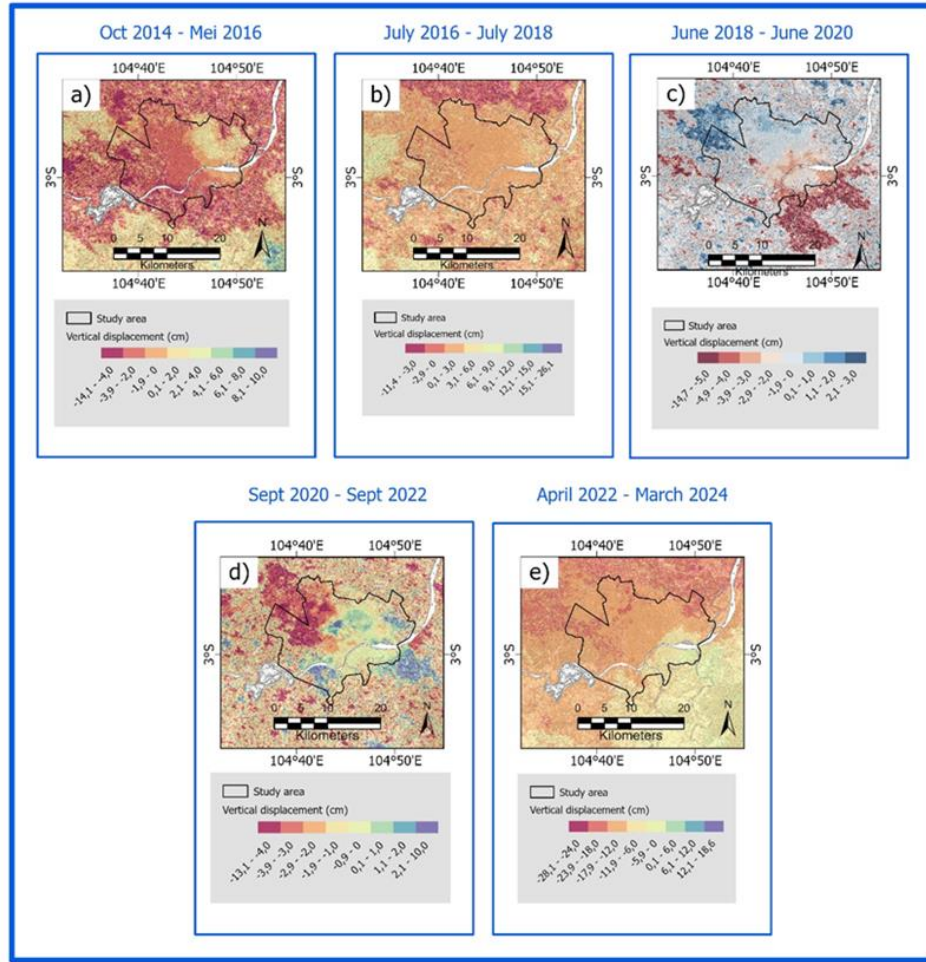 Oct 2014 - Mei 2016
July 2016 - July 2018
June 2018 - June 2020
a)
104°40'E 104°50'E
3°S 3°S
N
0 5 10 20
Kilometers
104°40'E 104°50'E
Study area
Vertical displacement (cm)
-14,1 - -4,0
-3,9 - -2,0
-1,9 - 0
0,1 - 2,0
2,1 - 4,0
4,1 - 6,0
6,1 - 8,0
8,1 - 10,0
b)
104°40'E 104°50'E
3°S 3°S
N
0 5 10 20
Kilometers
104°40'E 104°50'E
Study area
Vertical displacement (cm)
-11,4 - -3,0
-2,9 - 0
0,1 - 3,0
3,1 - 6,0
6,1 - 9,0
9,1 - 12,0
12,1 - 15,0
15,1 - 26,1
c)
104°40'E 104°50'E
3°S 3°S
N
0 5 10 20
Kilometers
104°40'E 104°50'E
Study area
Vertical displacement (cm)
-14,7 - -5,0
-4,9 - -4,0
-3,9 - -3,0
-2,9 - -2,0
-1,9 - 0
0,1 - 1,0
1,1 - 2,0
2,1 - 3,0
Sept 2020 - Sept 2022
April 2022 - March 2024
d)
104°40'E 104°50'E
3°S 3°S
N
0 5 10 20
Kilometers
104°40'E 104°50'E
Study area
Vertical displacement (cm)
-13,1 - -4,0
-3,9 - -3,0
-2,9 - -2,0
-1,9 - -1,0
-0,9 - 0
0,1 - 1,0
1,1 - 2,0
2,1 - 10,0
e)
104°40'E 104°50'E
3°S 3°S
N
0 5 10 20
Kilometers
104°40'E 104°50'E
Study area
Vertical displacement (cm)
-28,1 - -24,0
-23,9 - -18,0
-17,9 - -12,0
-11,9 - -6,0
-5,9 - 0
0,1 - 6,0
6,1 - 12,0
12,1 - 18,6